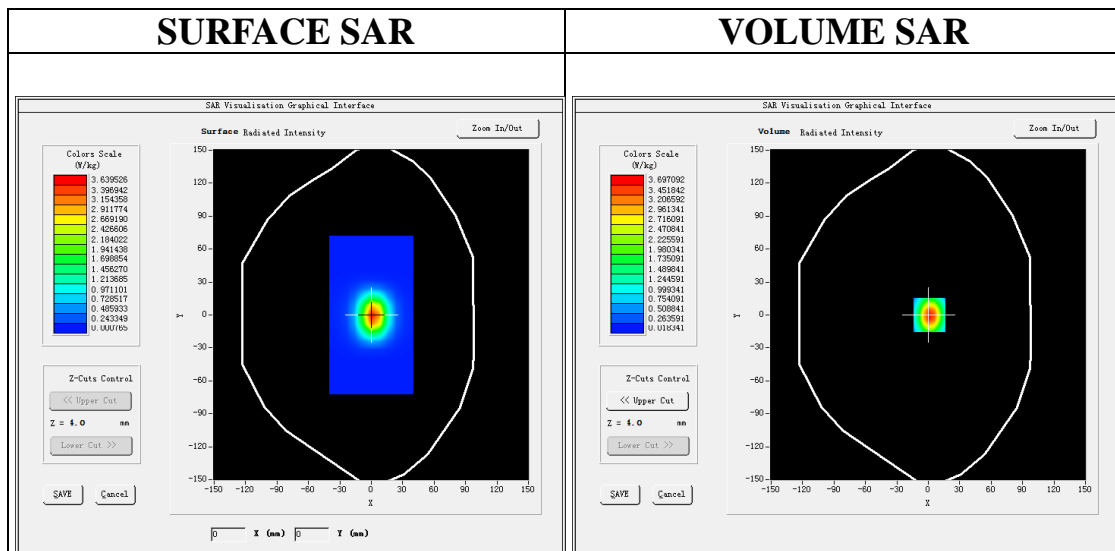 SURFACE SAR
VOLUME SAR
SAR Visualisation Graphical Interface
Surface Radiated Intensity
Zoom In/Out
Colors Scale
(W/kg)
3.639526
3.396942
3.154358
2.911774
2.669190
2.426606
2.184022
1.941438
1.698854
1.456270
1.213685
0.971101
0.728517
0.485933
0.243349
0.000765
150
120
90
60
30
0
-30
-60
-90
-120
-150
Y
-150 -120 -90 -60 -30 0 30 60 90 120 150
X
Z-Cuts Control
<< Upper Cut
Z = 4.0 mm
Lower Cut >>
SAVE
Cancel
0 X (mm) 0 Y (mm)
SAR Visualisation Graphical Interface
Volume Radiated Intensity
Zoom In/Out
Colors Scale
(W/kg)
3.697092
3.451842
3.206592
2.961341
2.716091
2.470841
2.225591
1.980341
1.735091
1.489841
1.244591
0.999341
0.754091
0.508841
0.263591
0.018341
150
120
90
60
30
0
-30
-60
-90
-120
-150
Y
-150 -120 -90 -60 -30 0 30 60 90 120 150
X
Z-Cuts Control
<< Upper Cut
Z = 4.0 mm
Lower Cut >>
SAVE
Cancel